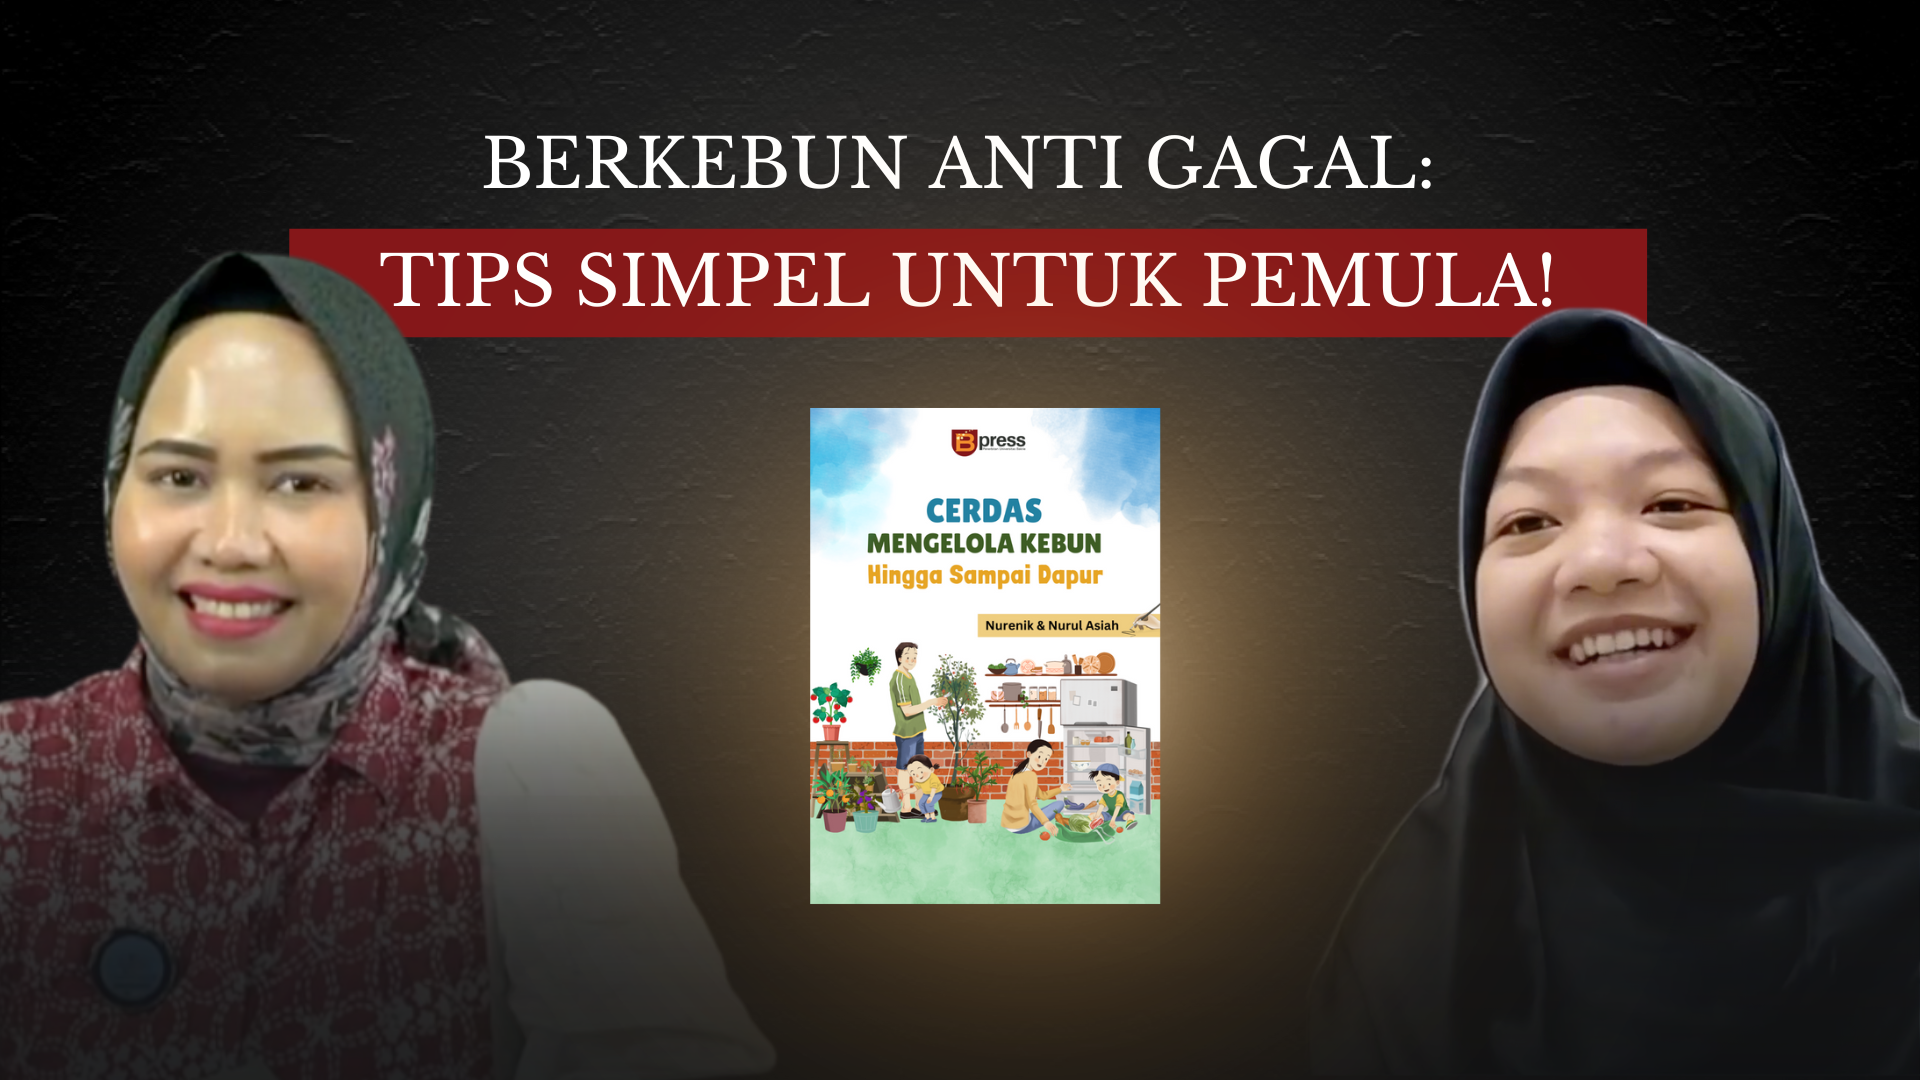 BERKEBUN ANTI GAGAL:
TIPS SIMPEL UNTUK PEMULA!
B press
CERDAS
MENGELOLA KEBUN
Hingga Sampai Dapur
Nurenik & Nurul Asiah